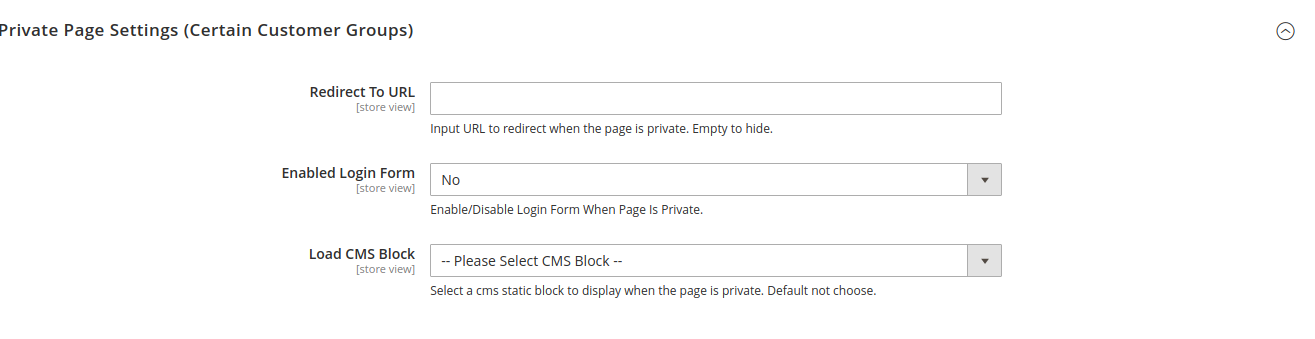 Private Page Settings (Certain Customer Groups)
Redirect To URL
[store view]
Input URL to redirect when the page is private. Empty to hide.
Enabled Login Form
[store view]
No
Enable/Disable Login Form When Page Is Private.
Load CMS Block
[store view]
-- Please Select CMS Block --
Select a cms static block to display when the page is private. Default not choose.